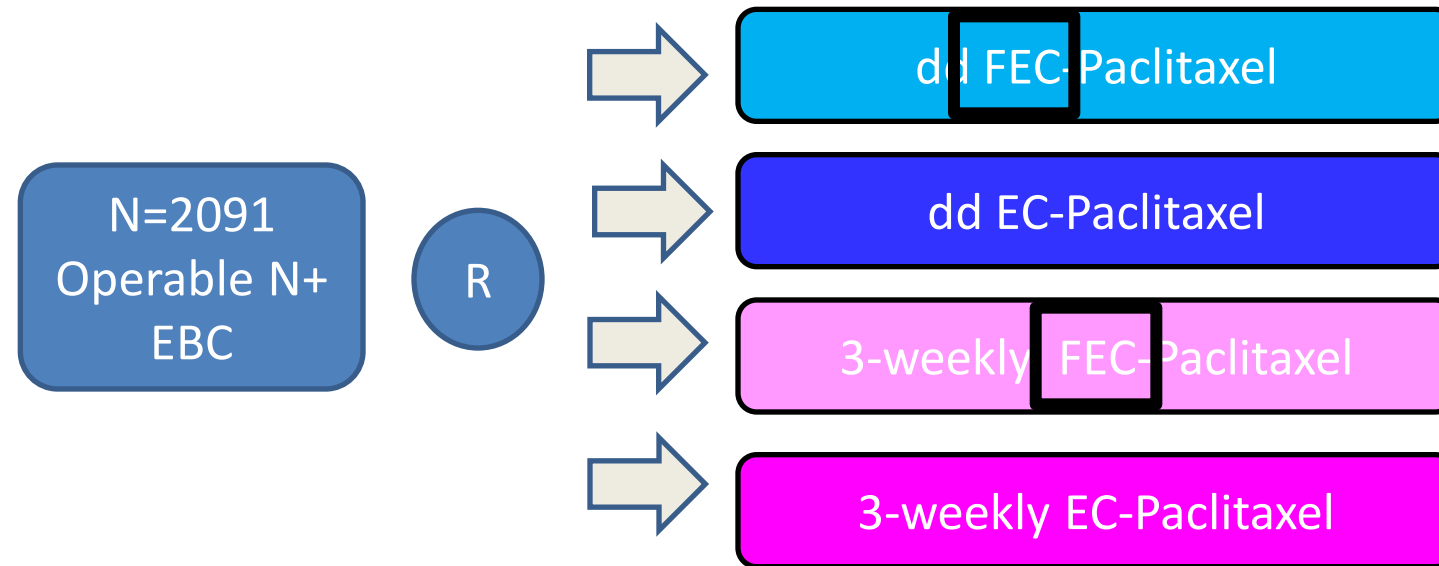 N=2091
Operable N+
EBC
R
dd FEC-Paclitaxel
dd EC-Paclitaxel
3-weekly FEC-Paclitaxel
3-weekly EC-Paclitaxel